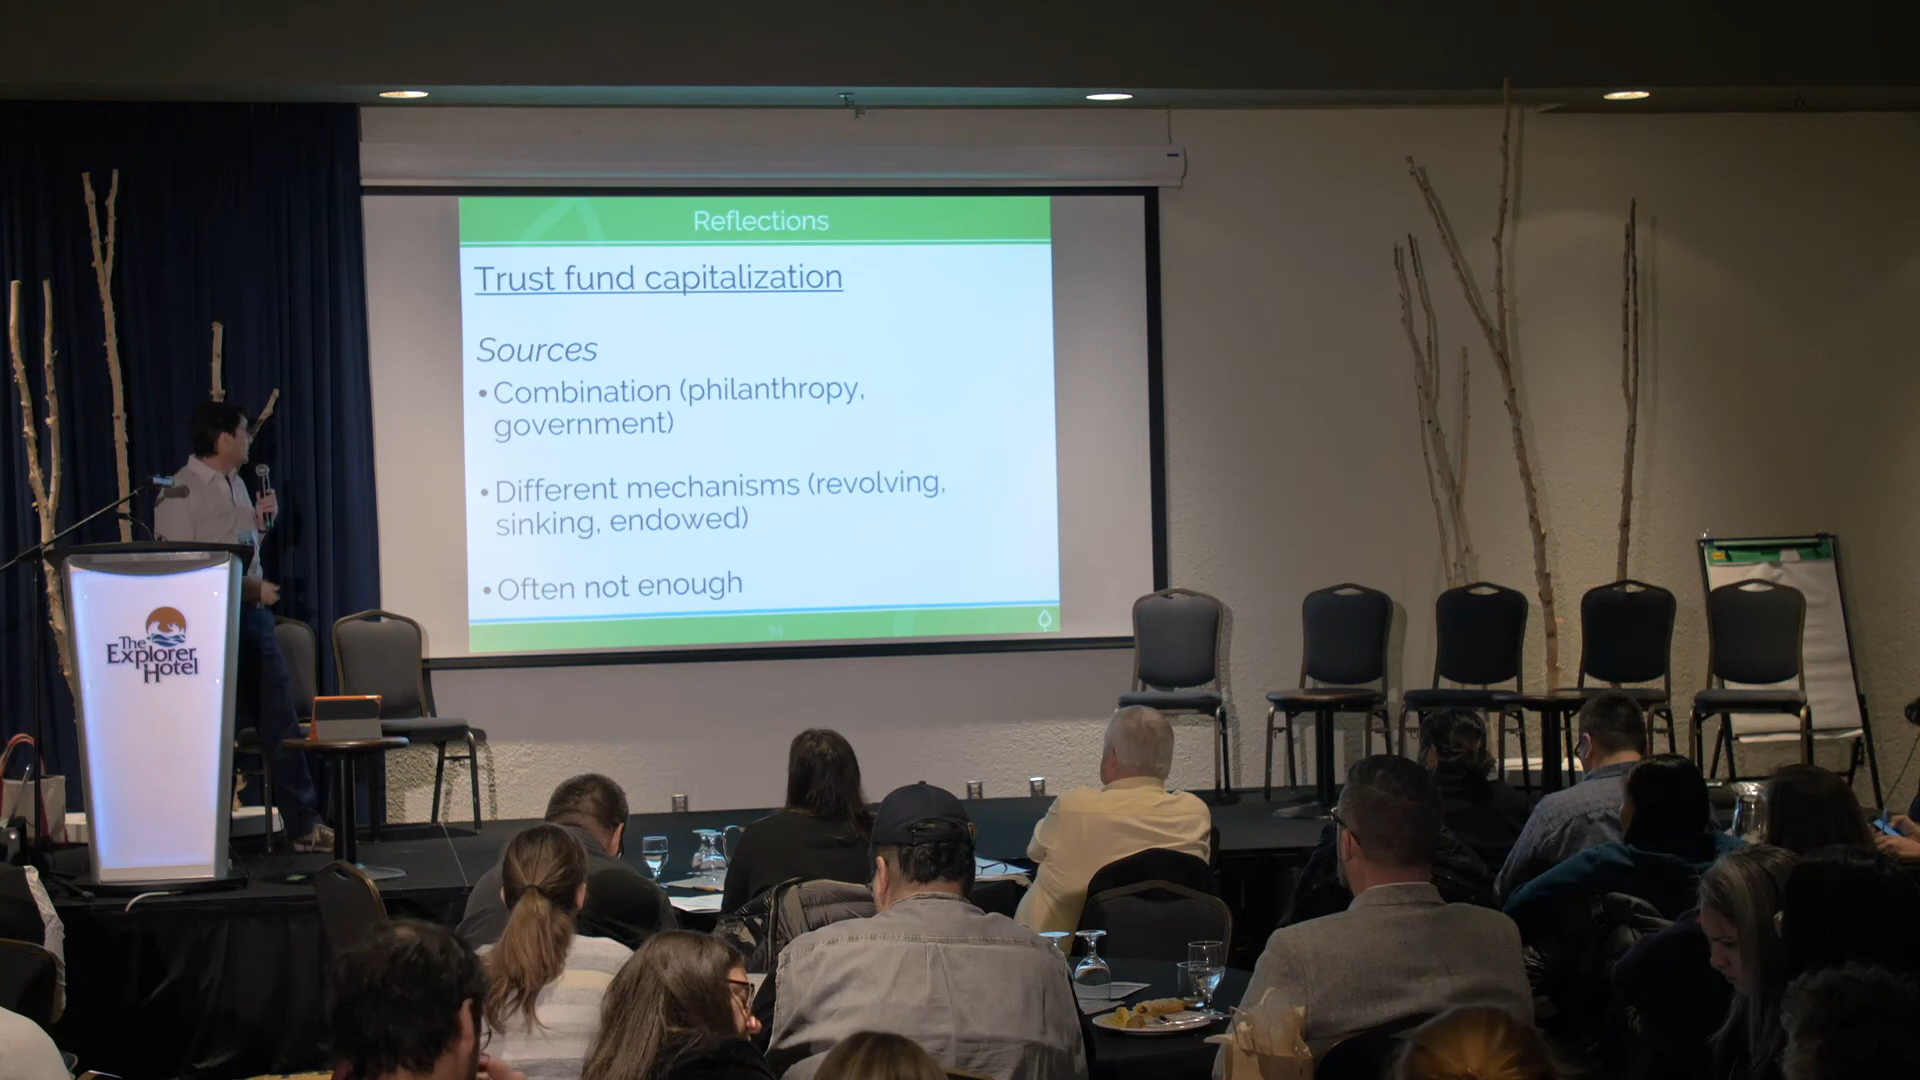 Reflections
Trust fund capitalization
Sources
• Combination (philanthropy,
government)
• Different mechanisms (revolving,
sinking, endowed)
• Often not enough
The
Explorer
Hotel